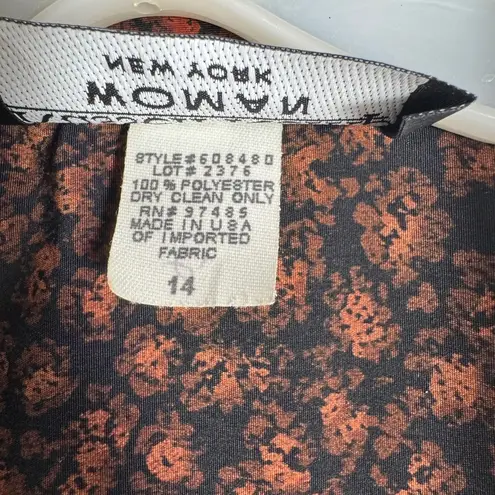 NEW YORK
WOMAN
STYLE# 608480
LOT# 2376
100% POLYESTER
DRY CLEAN ONLY
RN# 97485
MADE IN USA
OF IMPORTED
FABRIC
14